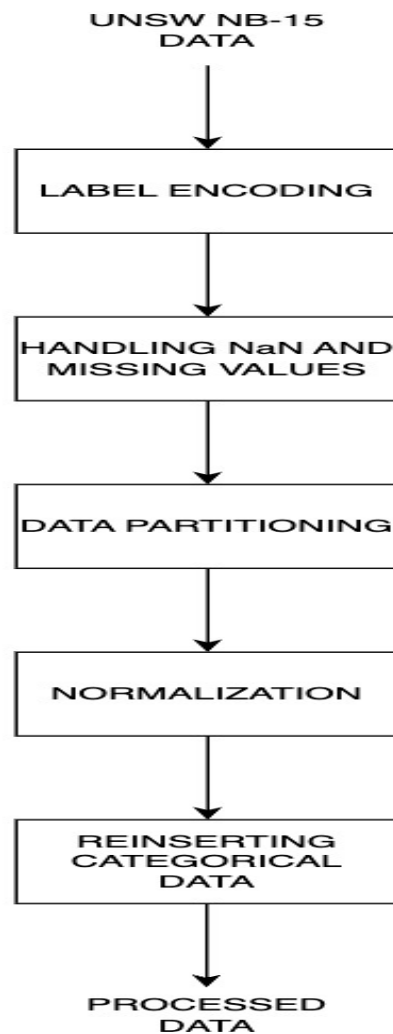 UNSW NB-15
DATA
LABEL ENCODING
HANDLING NaN AND
MISSING VALUES
DATA PARTITIONING
NORMALIZATION
REINSERTING
CATEGORICAL
DATA
PROCESSED
DATA